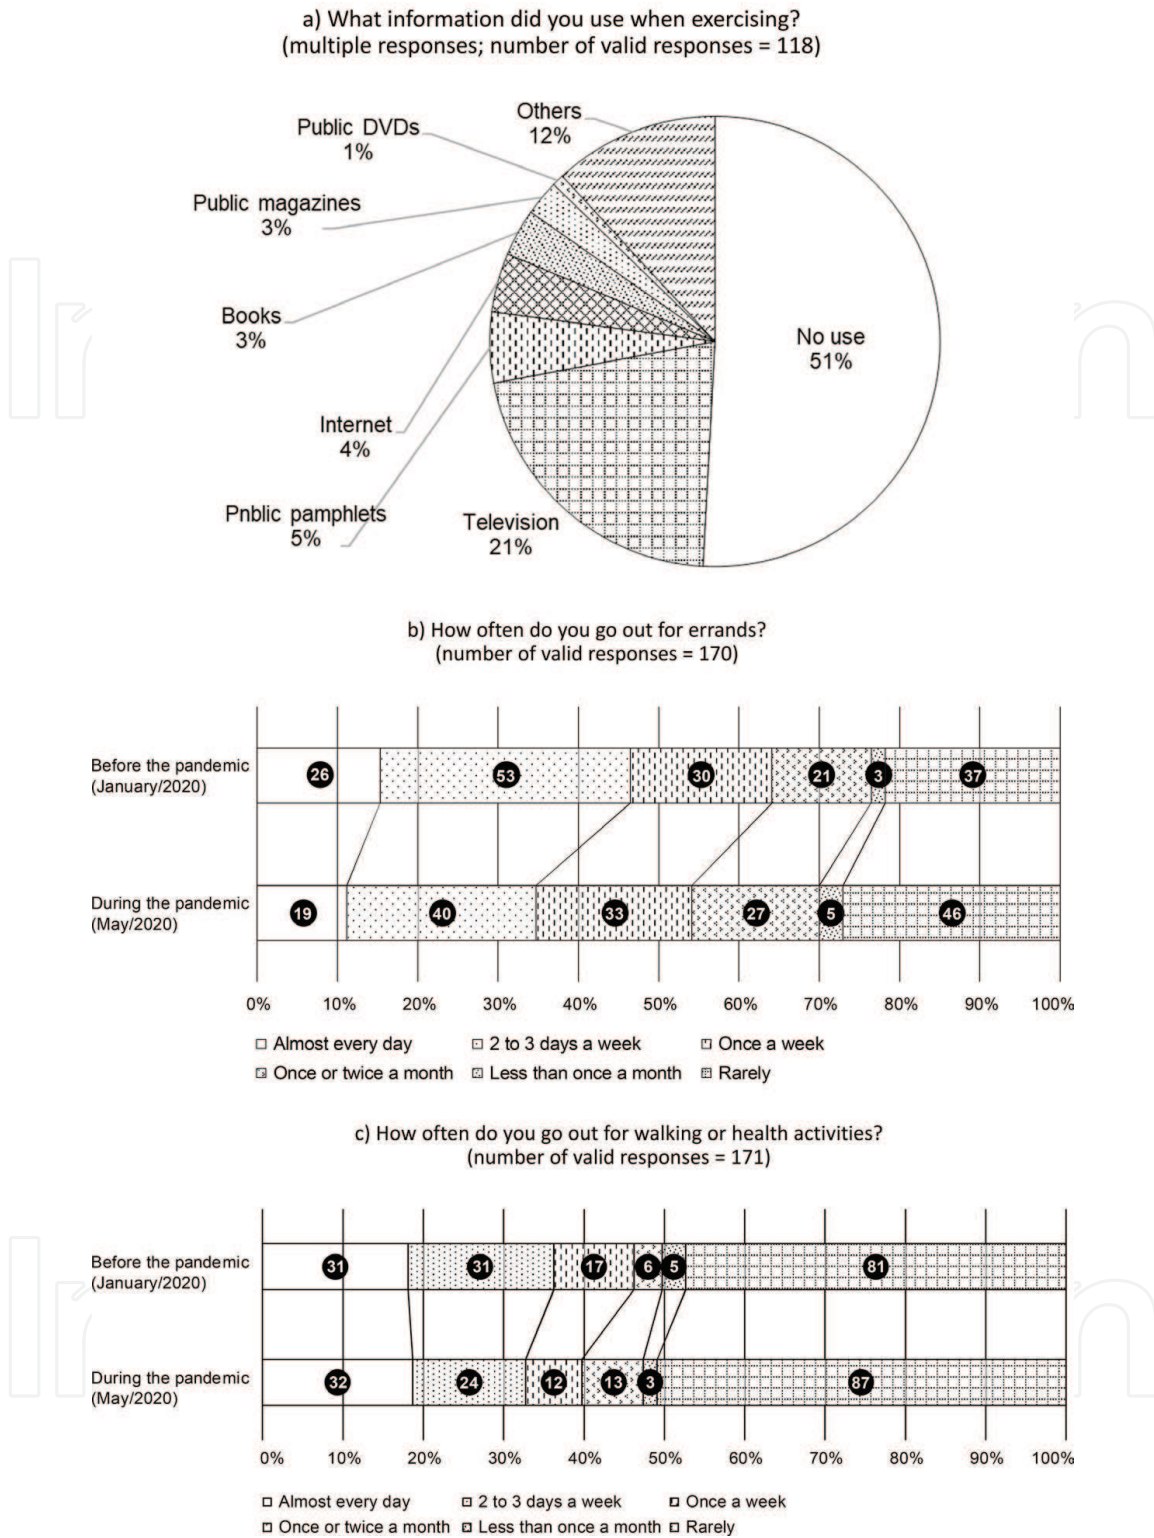 a) What information did you use when exercising?
(multiple responses; number of valid responses = 118)
Others
12%
Public DVDs
1%
Public magazines
3%
Books
3%
Internet
4%
Pnblic pamphlets
5%
Television
21%
No use
51%
b) How often do you go out for errands?
(number of valid responses = 170)
Before the pandemic
(January/2020)
26 53 30 21 3 37
During the pandemic
(May/2020)
19 40 33 27 5 46
0% 10% 20% 30% 40% 50% 60% 70% 80% 90% 100%
Almost every day 2 to 3 days a week Once a week
Once or twice a month Less than once a month Rarely
c) How often do you go out for walking or health activities?
(number of valid responses = 171)
Before the pandemic
(January/2020)
31 31 17 6 5 81
During the pandemic
(May/2020)
32 24 12 13 3 87
0% 10% 20% 30% 40% 50% 60% 70% 80% 90% 100%
Almost every day 2 to 3 days a week Once a week
Once or twice a month Less than once a month Rarely